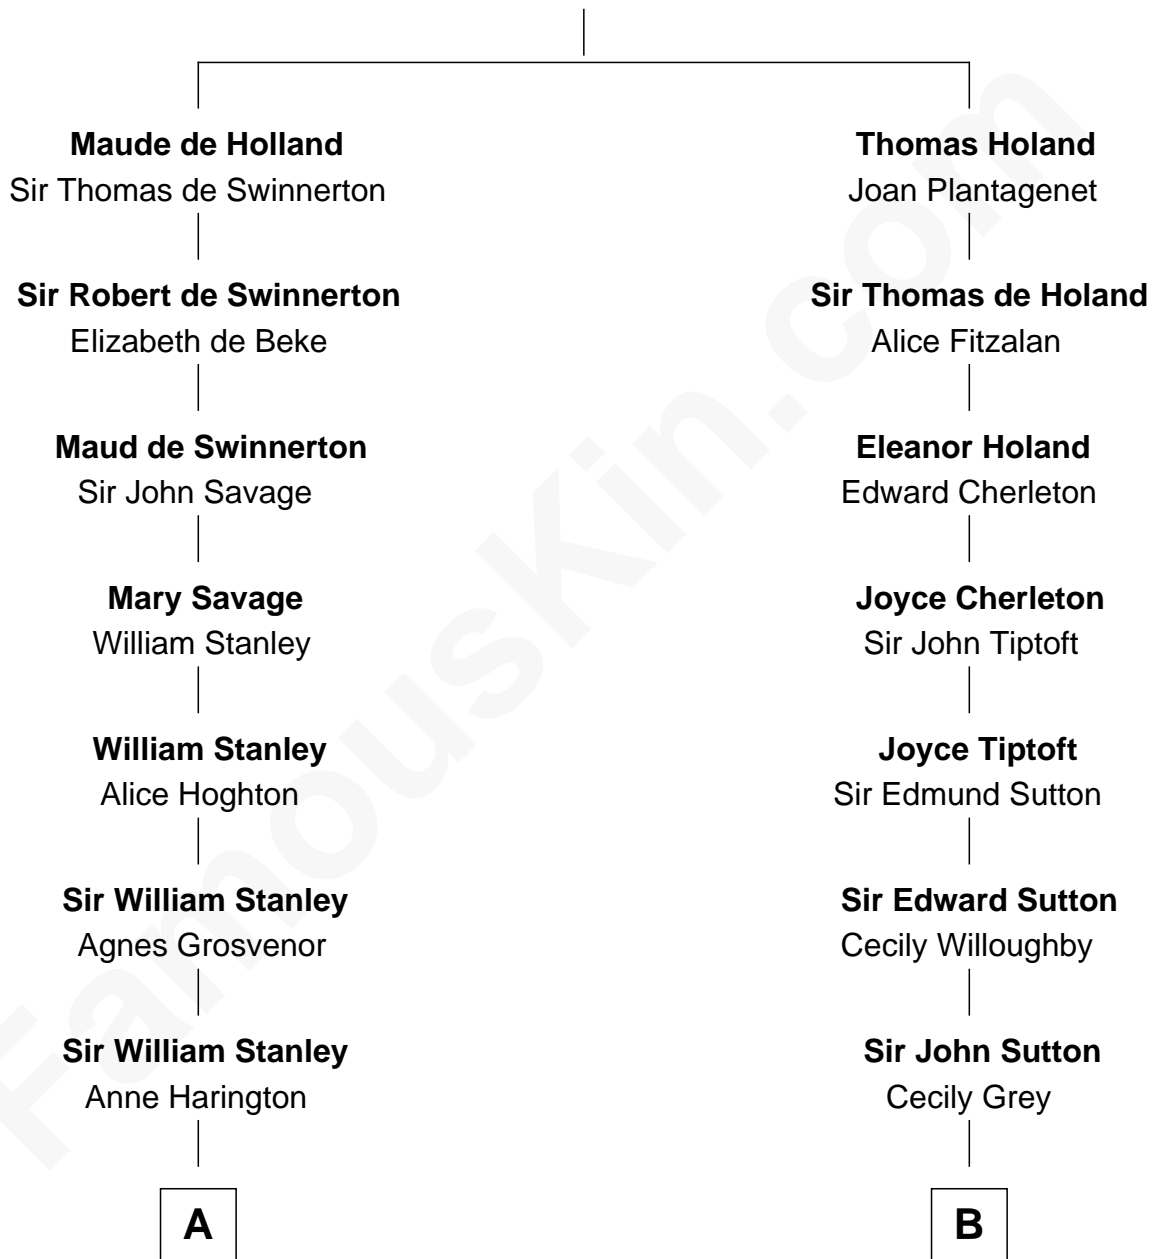 Maude de Holland
Sir Thomas de Swinnerton
Sir Robert de Swinnerton
Elizabeth de Beke
Maud de Swinnerton
Sir John Savage
Mary Savage
William Stanley
William Stanley
Alice Hoghton
Sir William Stanley
Agnes Grosvenor
Sir William Stanley
Anne Harington
A
Thomas Holand
Joan Plantagenet
Sir Thomas de Holand
Alice Fitzalan
Eleanor Holand
Edward Cherleton
Joyce Cherleton
Sir John Tiptoft
Joyce Tiptoft
Sir Edmund Sutton
Sir Edward Sutton
Cecily Willoughby
Sir John Sutton
Cecily Grey
B
FamousKin.com